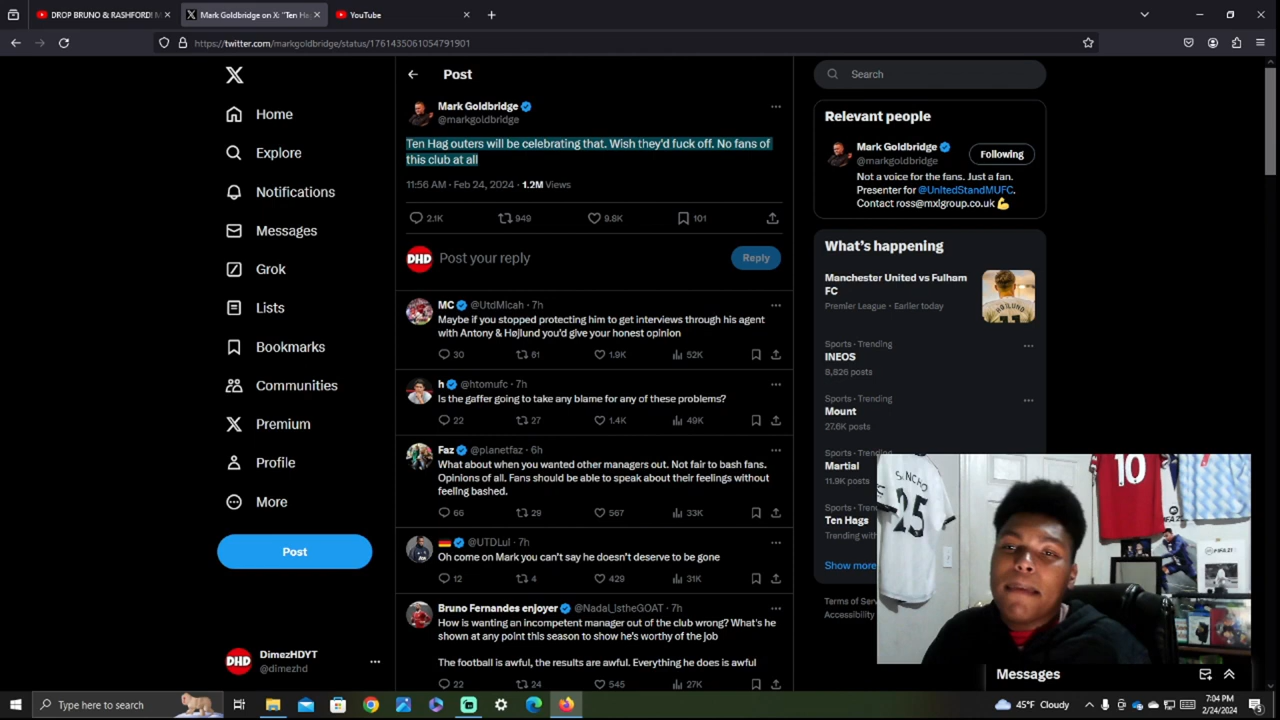 DROP BRUNO & RASHFORD! M
Mark Goldbridge on X: "Ten Ha
YouTube
https://twitter.com/markgoldbridge/status/1761435061054791901
Home
Explore
Notifications
Messages
Grok
Lists
Bookmarks
Communities
Premium
Profile
More
Post
DHD
DimezHDYT
@dimezhd
Post
Mark Goldbridge
@markgoldbridge
Ten Hag outers will be celebrating that. Wish they'd fuck off. No fans of
this club at all
11:56 AM · Feb 24, 2024 · 1.2M Views
2.1K 949 9.8K 101
DHD
Post your reply
Reply
MC @UtdMicah · 7h
Maybe if you stopped protecting him to get interviews through his agent
with Antony & Højlund you'd give your honest opinion
30 61 1.9K 52K
h @htomufc · 7h
Is the gaffer going to take any blame for any of these problems?
22 27 1.4K 49K
Faz @planetfaz · 6h
What about when you wanted other managers out. Not fair to bash fans.
Opinions of all. Fans should be able to speak about their feelings without
feeling bashed.
66 29 567 33K
@UTDLul · 7h
Oh come on Mark you can't say he doesn't deserve to be gone
12 4 429 31K
Bruno Fernandes enjoyer @Nadal_IstheGOAT · 7h
How is wanting an incompetent manager out of the club wrong? What's he
shown at any point this season to show he's worthy of the job
The football is awful, the results are awful. Everything he does is awful
22 24 545 27K
Search
Relevant people
Mark Goldbridge
@markgoldbridge
Following
Not a voice for the fans. Just a fan.
Presenter for @UnitedStandMUFC.
Contact ross@mxlgroup.co.uk
What's happening
Manchester United vs Fulham
FC
Premier League · Earlier today
HØJLUND
11
Sports · Trending
INEOS
8,826 posts
Sports · Trending
Mount
27.6K posts
Sports · Trending
Martial
11.9K posts
Sports · Tren
Ten Hags
Trending with
Show more
Terms of Serv
Accessibility
SANCHO
25
10
FIFA 21
Messages
Type here to search
45°F Cloudy
7:04 PM
2/24/2024